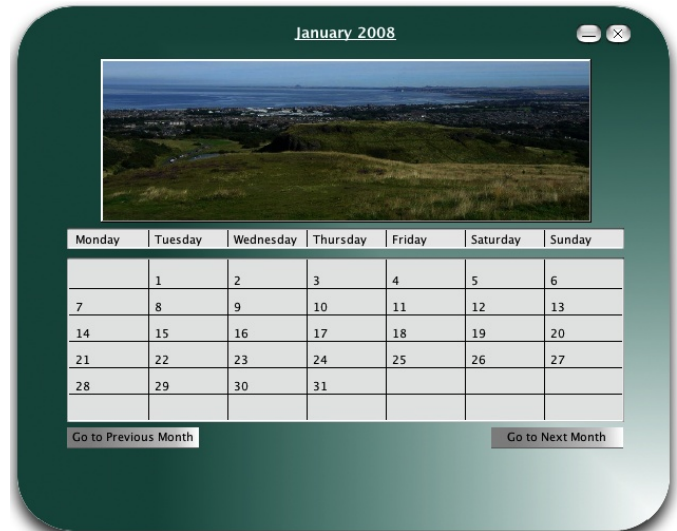 January 2008
Monday Tuesday Wednesday Thursday Friday Saturday Sunday
1 2 3 4 5 6
7 8 9 10 11 12 13
14 15 16 17 18 19 20
21 22 23 24 25 26 27
28 29 30 31
Go to Previous Month Go to Next Month